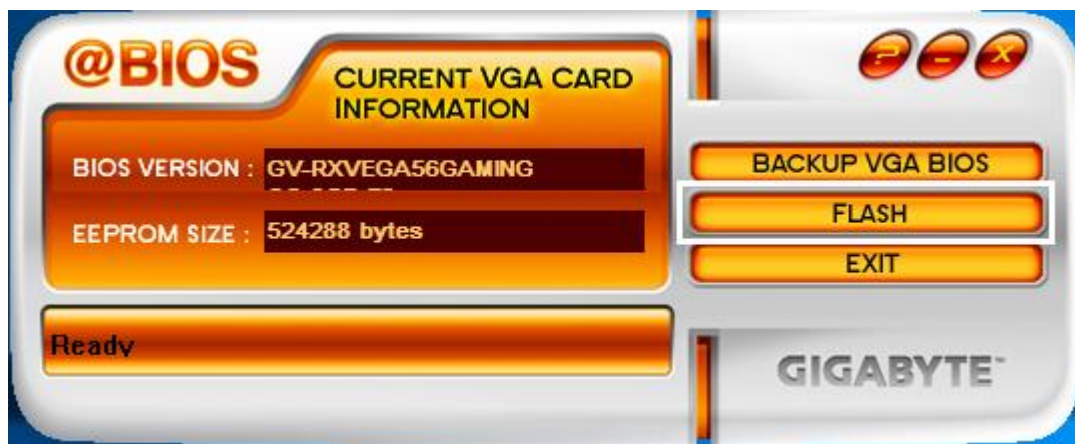 @BIOS
CURRENT VGA CARD
INFORMATION
BIOS VERSION : GV-RXVEGA56GAMING
EEPROM SIZE : 524288 bytes
Ready
? - X
BACKUP VGA BIOS
FLASH
EXIT
GIGABYTE™